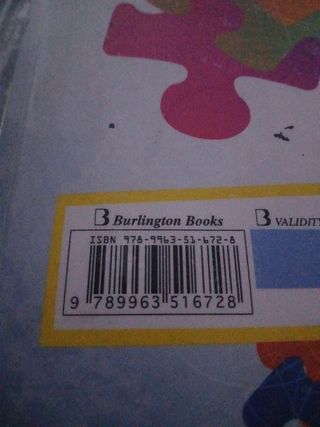 B Burlington Books
B VALIDITY
ISBN 978-9963-51-672-8
9 789963 516728